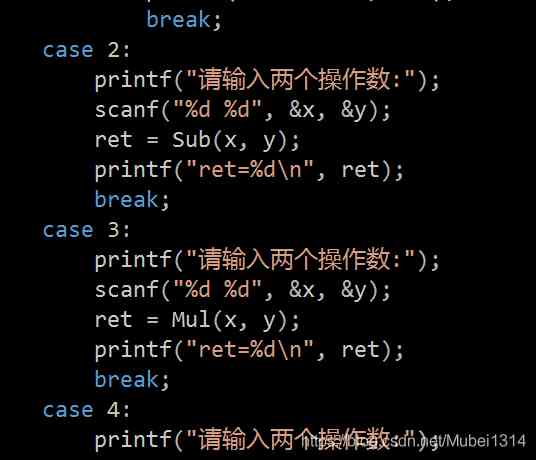 break;
case 2:
printf("请输入两个操作数:");
scanf("%d %d", &x, &y);
ret = Sub(x, y);
printf("ret=%d\n", ret);
break;
case 3:
printf("请输入两个操作数:");
scanf("%d %d", &x, &y);
ret = Mul(x, y);
printf("ret=%d\n", ret);
break;
case 4:
printf("请输入两个操作数:");
https://blog.csdn.net/Mubei1314